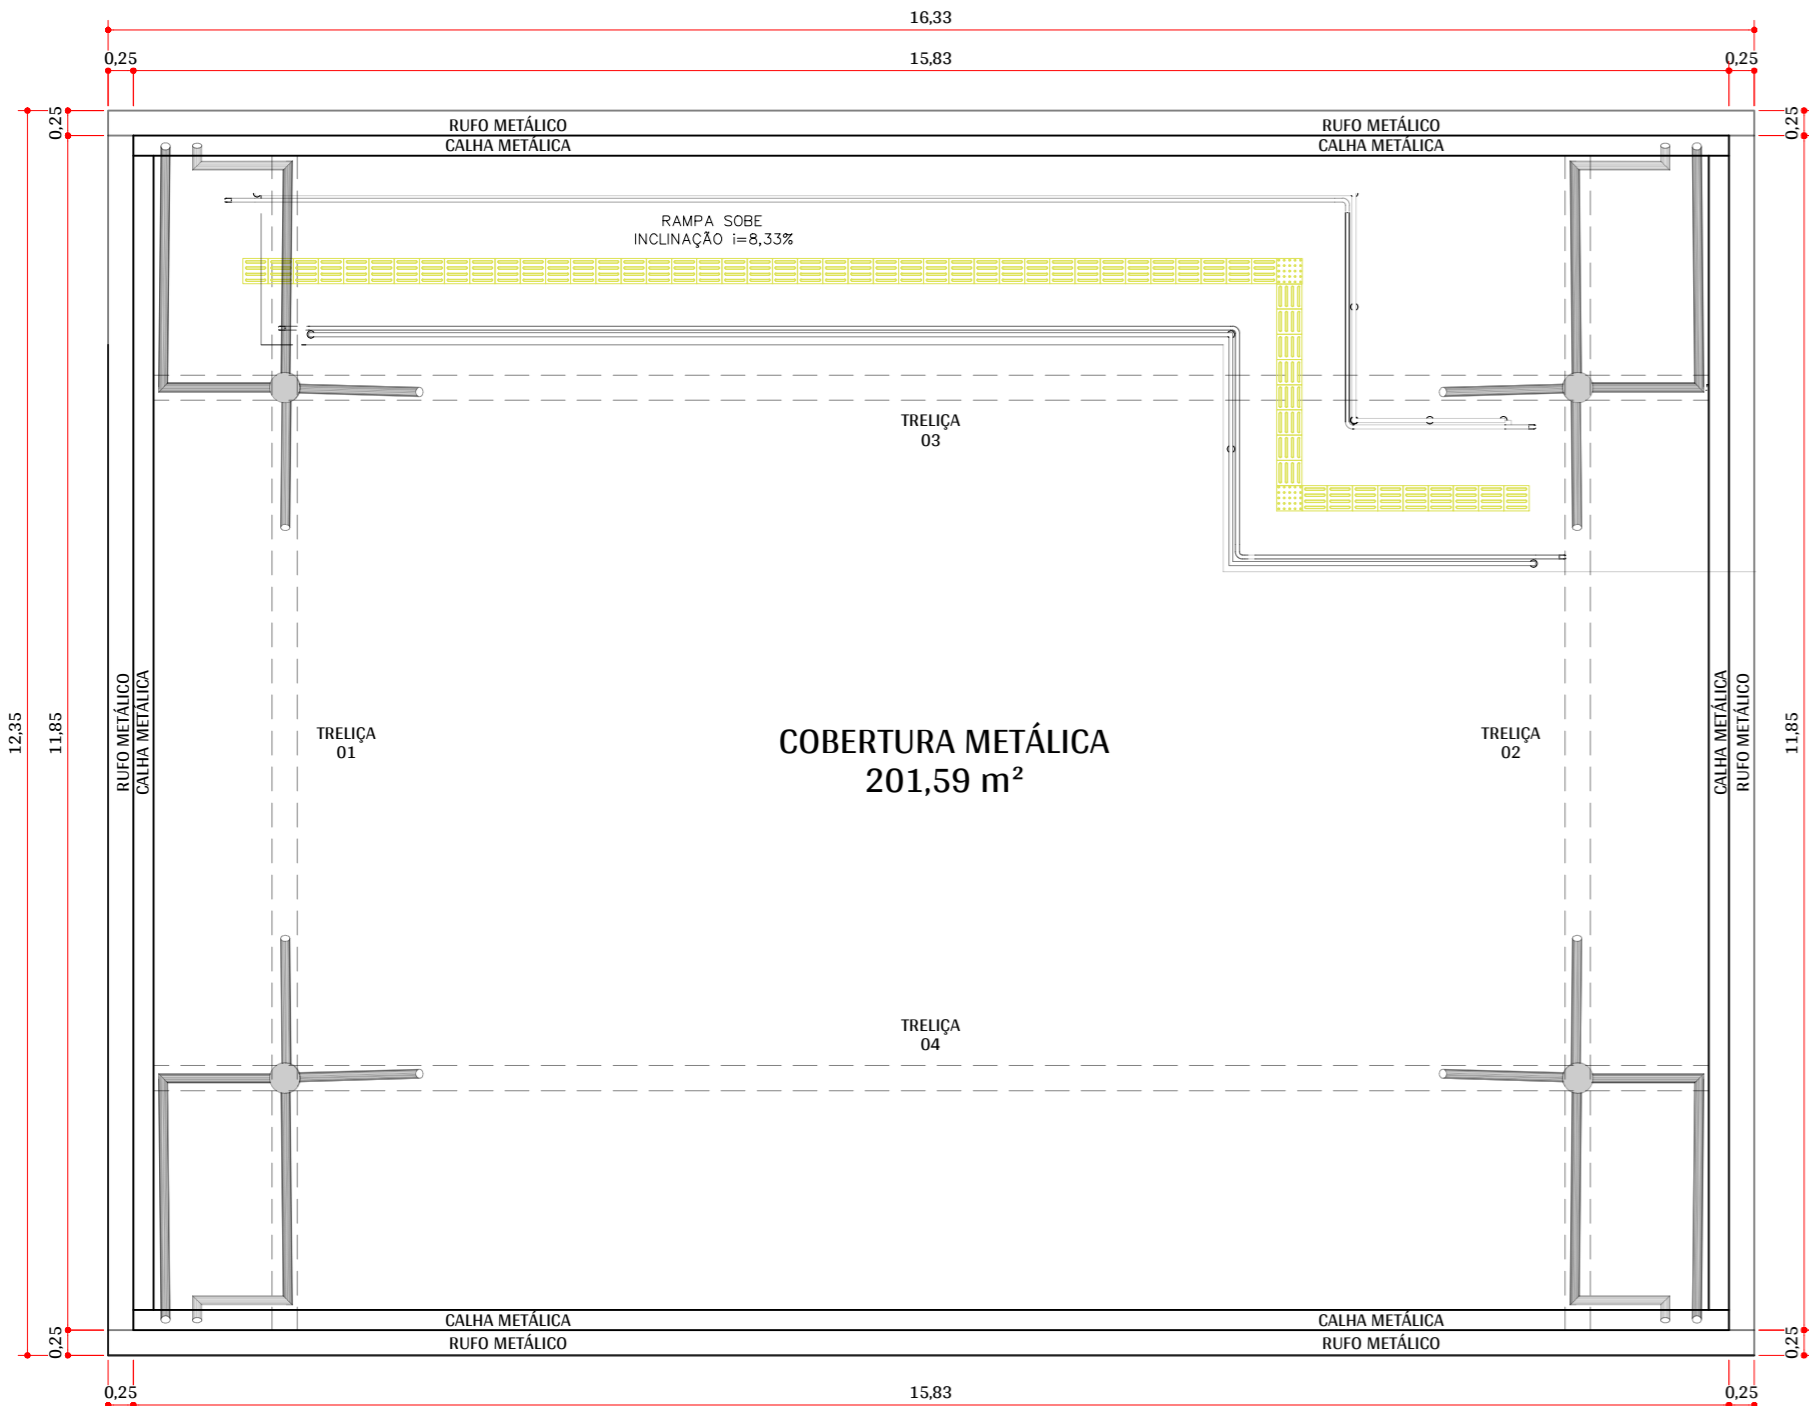 16,33
0,25
15,83
0,25
0,25
0,25
RUFO METÁLICO
RUFO METÁLICO
CALHA METÁLICA
CALHA METÁLICA
RAMPA SOBE
INCLINAÇÃO i=8,33%
TRELIÇA
03
12,35
11,85
RUFO METÁLICO
CALHA METÁLICA
TRELIÇA
01
COBERTURA METÁLICA
201,59 m²
TRELIÇA
02
CALHA METÁLICA
RUFO METÁLICO
11,85
TRELIÇA
04
CALHA METÁLICA
CALHA METÁLICA
RUFO METÁLICO
RUFO METÁLICO
0,25
0,25
0,25
15,83
0,25